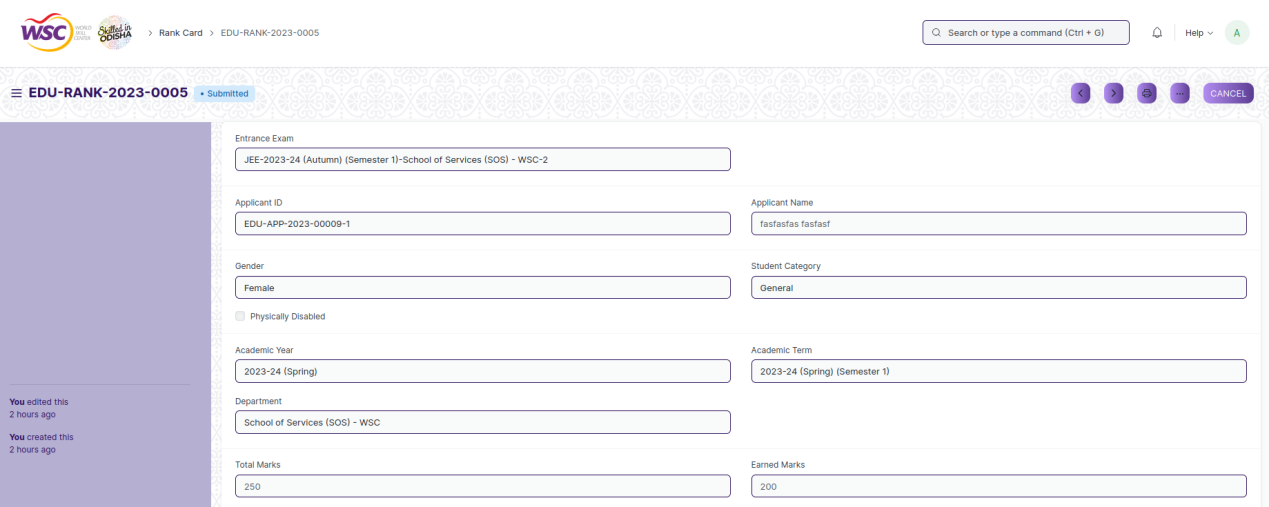 WSC WORLD SKILL CENTER Skilled in ODISHA > Rank Card > EDU-RANK-2023-0005
Search or type a command (Ctrl + G)
Help
A
EDU-RANK-2023-0005 • Submitted
CANCEL
Entrance Exam
JEE-2023-24 (Autumn) (Semester 1)-School of Services (SOS) - WSC-2
Applicant ID
EDU-APP-2023-00009-1
Applicant Name
fasfasfas fasfasf
Gender
Female
Student Category
General
Physically Disabled
Academic Year
2023-24 (Spring)
Academic Term
2023-24 (Spring) (Semester 1)
Department
School of Services (SOS) - WSC
Total Marks
250
Earned Marks
200
You edited this
2 hours ago
You created this
2 hours ago